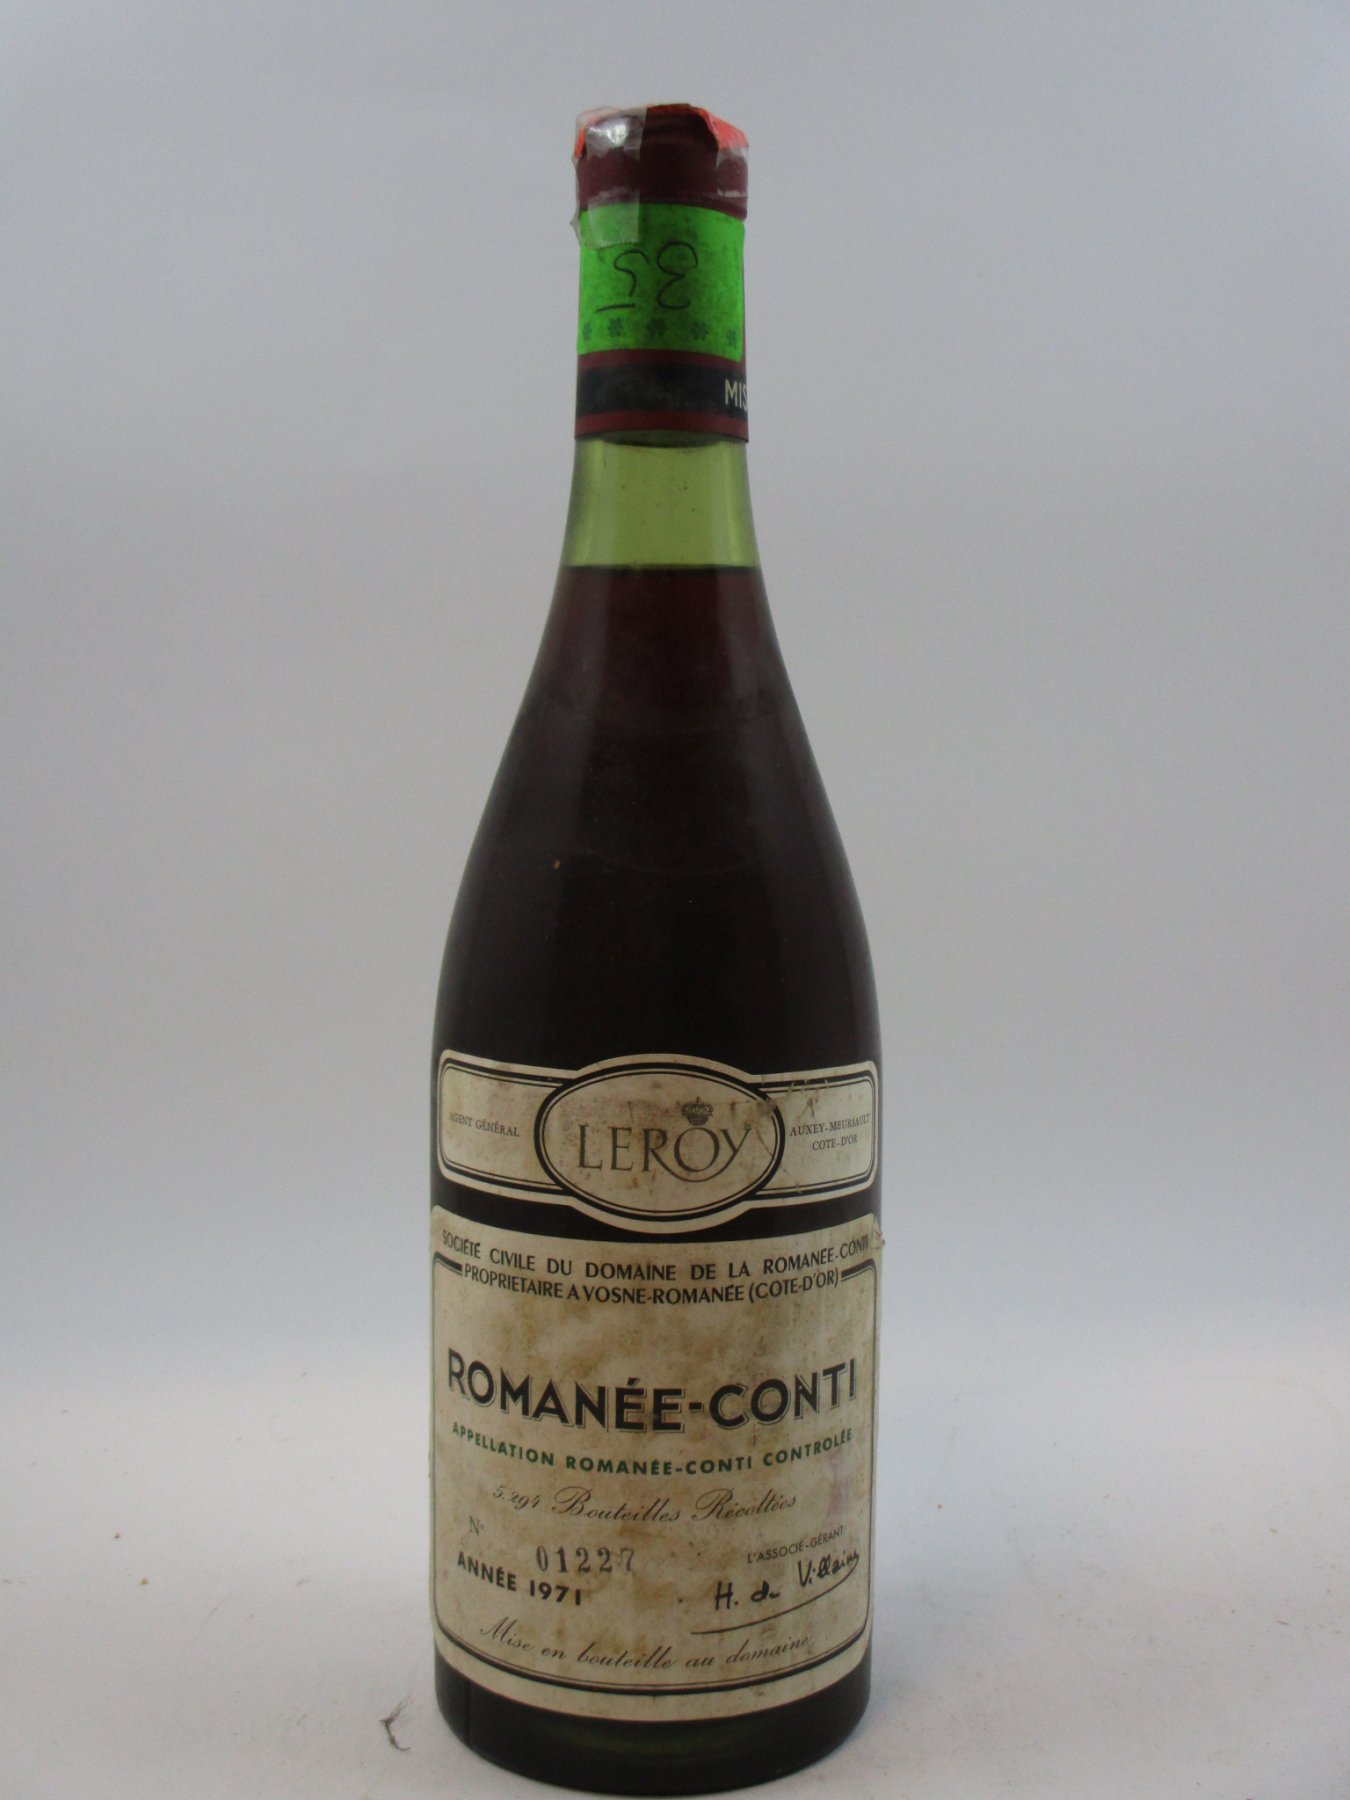 35
MIS
AGENT GÉNÉRAL
LEROY
AUXEY-MEURSAULT
COTE-D'OR
SOCIÉTÉ CIVILE DU DOMAINE DE LA ROMANÉE-CONTI
PROPRIETAIRE A VOSNE-ROMANÉE (COTE-D'OR)
ROMANÉE-CONTI
APPELLATION ROMANÉE-CONTI CONTROLÉE
5.294 Bouteilles Récoltées
N° 01227
ANNÉE 1971
L'ASSOCIÉ-GÉRANT
H. de Villaine
Mise en bouteille au domaine